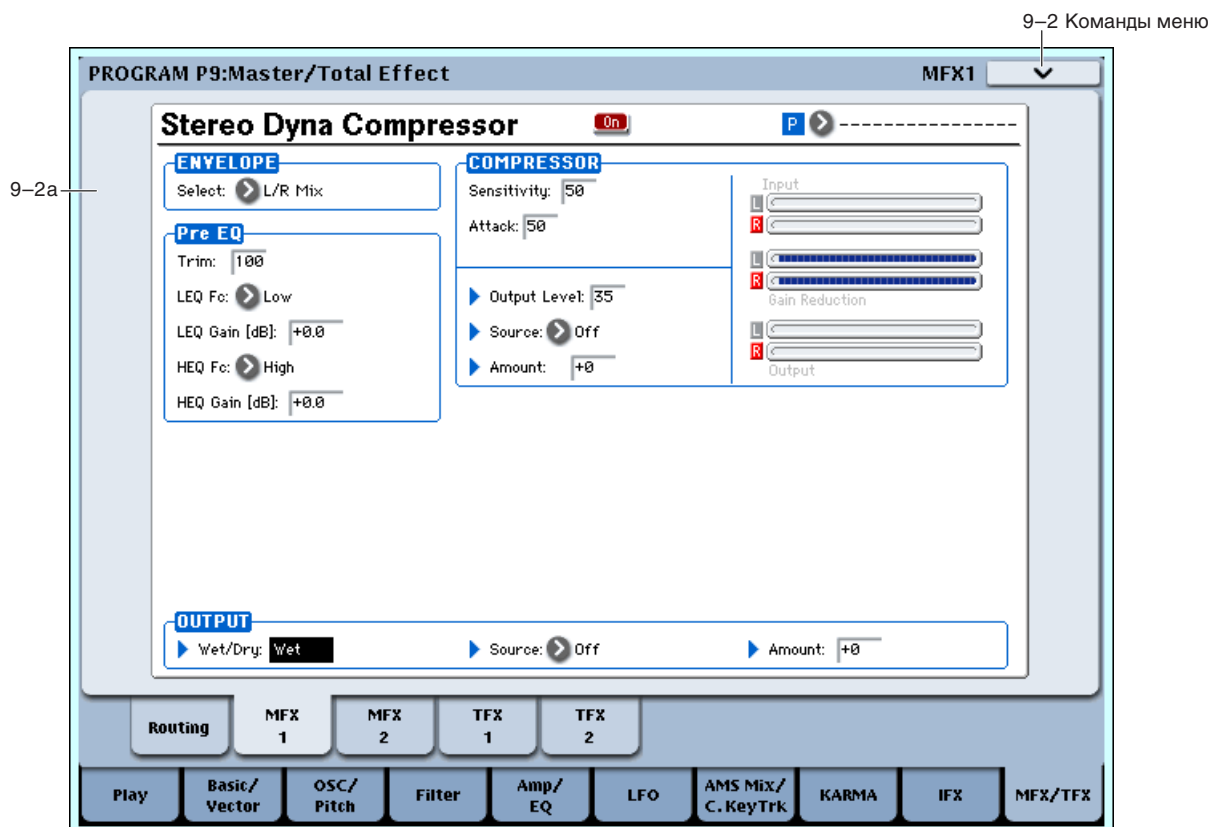 9–2 Команды меню
PROGRAM P9:Master/Total Effect MFX1
Stereo Dyna Compressor On P ----------------
9–2a
ENVELOPE
Select: L/R Mix
Pre EQ
Trim: 100
LEQ Fc: Low
LEQ Gain [dB]: +0.0
HEQ Fc: High
HEQ Gain [dB]: +0.0
COMPRESSOR
Sensitivity: 50
Attack: 50
Output Level: 35
Source: Off
Amount: +0
Input
L
R
L
R
Gain Reduction
L
R
Output
OUTPUT
Wet/Dry: Wet Source: Off Amount: +0
Routing MFX 1 MFX 2 TFX 1 TFX 2
Play Basic/Vector OSC/Pitch Filter Amp/EQ LFO AMS Mix/C.KeyTrk KARMA IFX MFX/TFX